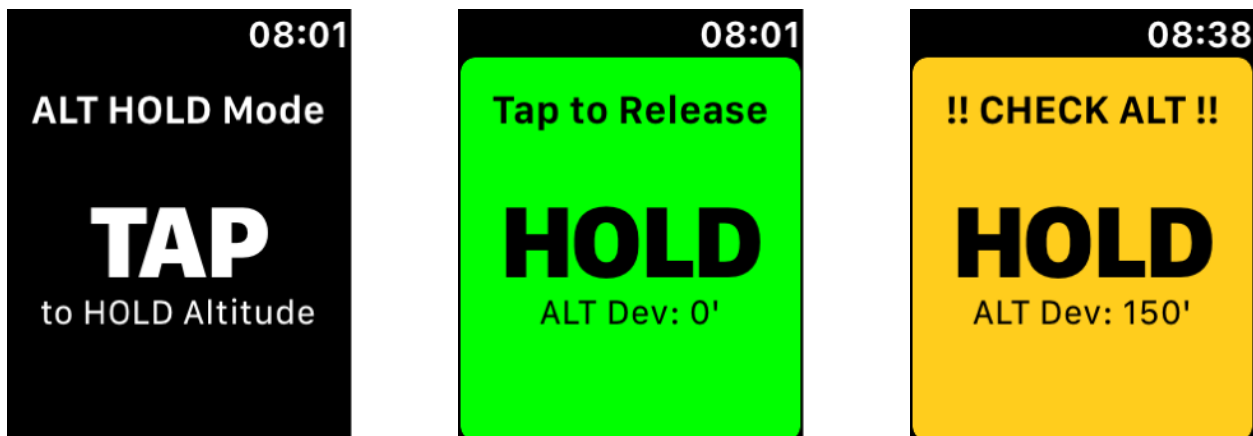 08:01
ALT HOLD Mode
TAP
to HOLD Altitude
08:01
Tap to Release
HOLD
ALT Dev: 0'
08:38
!! CHECK ALT !!
HOLD
ALT Dev: 150'